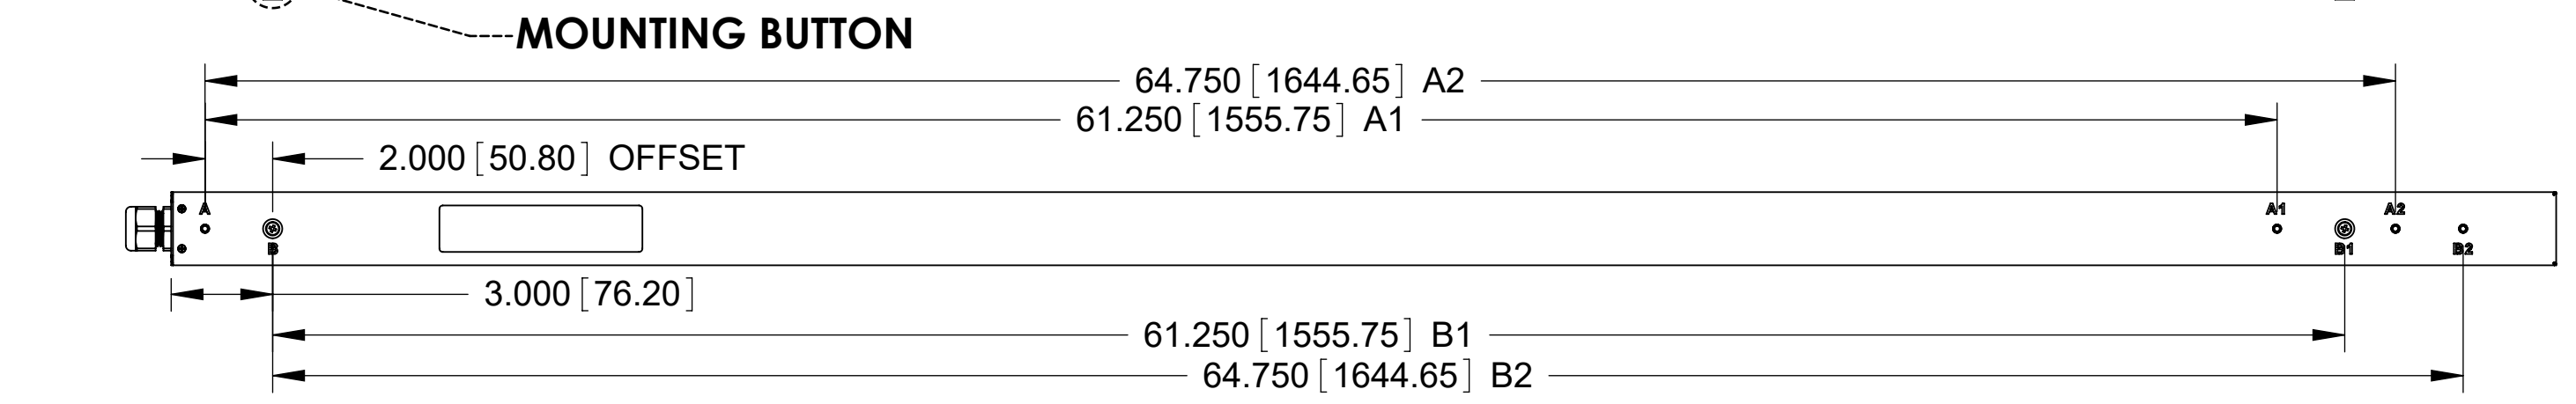 MOUNTING BUTTON
64.750 [1644.65] A2
61.250 [1555.75] A1
2.000 [50.80] OFFSET
A A1 A2
B B1 B2
3.000 [76.20]
61.250 [1555.75] B1
64.750 [1644.65] B2